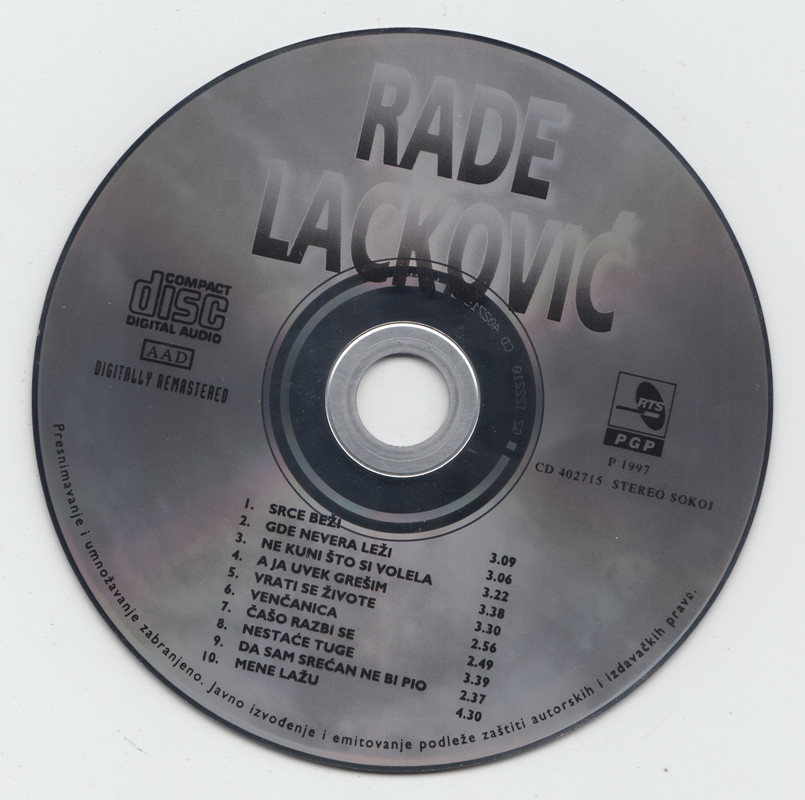 RADE
LACKOVIĆ
COMPACT
disc
DIGITAL AUDIO
AAD
DIGITALLY REMASTERED
RTS
PGP
P 1997
CD 402715 STEREO SOKOJ
1. SRCE BEŽI 3.09
2. GDE NEVERA LEŽI 3.06
3. NE KUNI ŠTO SI VOLELA 3.22
4. A JA UVEK GREŠIM 3.38
5. VRATI SE ŽIVOTE 3.30
6. VENČANICA 2.56
7. ČAŠO RAZBI SE 2.49
8. NESTAĆE TUGE 3.39
9. DA SAM SREĆAN NE BI PIO 2.37
10. MENE LAŽU 4.30
Presnimavanje i umnožavanje zabranjeno. Javno izvođenje i emitovanje podleže zaštiti autorskih i izdavačkih prava.